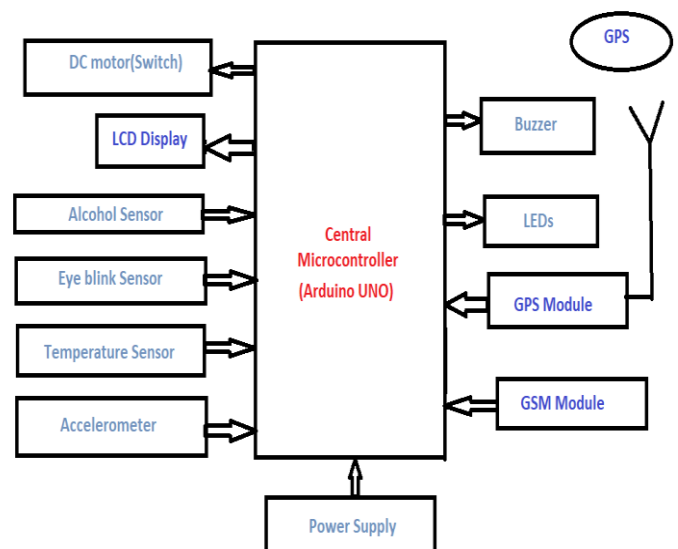 DC motor(Switch)
LCD Display
Alcohol Sensor
Eye blink Sensor
Temperature Sensor
Accelerometer
Central
Microcontroller
(Arduino UNO)
Power Supply
GPS
Buzzer
LEDs
GPS Module
GSM Module